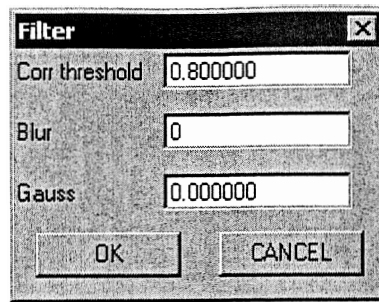 Filter
Corr threshold 0.800000
Blur 0
Gauss 0.000000
OK CANCEL